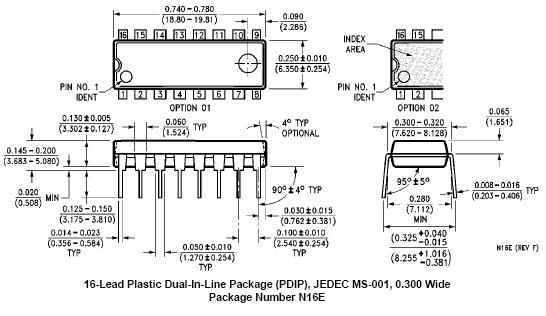 0.740 – 0.780
(18.80 – 19.81)
0.090
(2.286)
16 15 14 13 12 11 10 9
INDEX
AREA
0.250 ± 0.010
(6.350 ± 0.254)
PIN NO. 1
IDENT
1 2 3 4 5 6 7 8
OPTION 01
16 15
PIN NO. 1
IDENT
1 2
OPTION 02
0.130 ± 0.005
(3.302 ± 0.127)
0.060
(1.524)
TYP
4° TYP
OPTIONAL
0.300 – 0.320
(7.620 – 8.128)
0.065
(1.651)
0.145 – 0.200
(3.683 – 5.080)
0.020
(0.508)
MIN
90° ± 4° TYP
95° ± 5°
0.008 – 0.016
(0.203 – 0.406)
TYP
0.280
(7.112)
MIN
0.125 – 0.150
(3.175 – 3.810)
0.030 ± 0.015
(0.762 ± 0.381)
0.014 – 0.023
(0.356 – 0.584)
TYP
0.050 ± 0.010
(1.270 ± 0.254)
TYP
0.100 ± 0.010
(2.540 ± 0.254)
TYP
(0.325 +0.040
-0.015
8.255 +1.016
-0.381)
N16E (REV F)
16-Lead Plastic Dual-In-Line Package (PDIP), JEDEC MS-001, 0.300 Wide
Package Number N16E